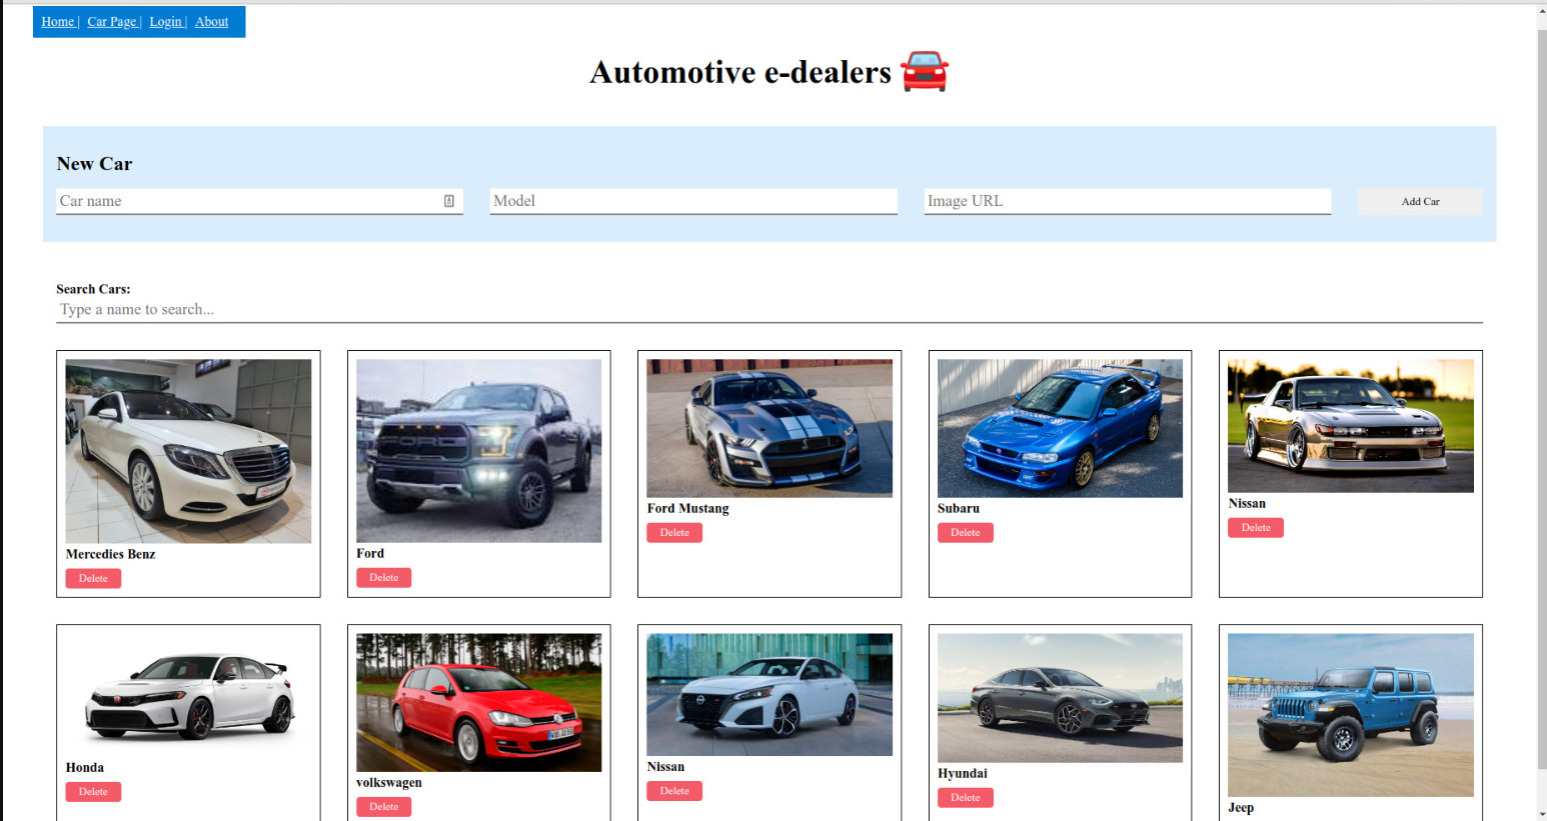 Home | Car Page | Login | About
Automotive e-dealers
New Car
Car name Model Image URL Add Car
Search Cars:
Type a name to search...
FORD
Mercedies Benz
Delete
Ford
Delete
Ford Mustang
Delete
Subaru
Delete
Nissan
Delete
Honda
Delete
volkswagen
Delete
Nissan
Delete
Hyundai
Delete
Jeep